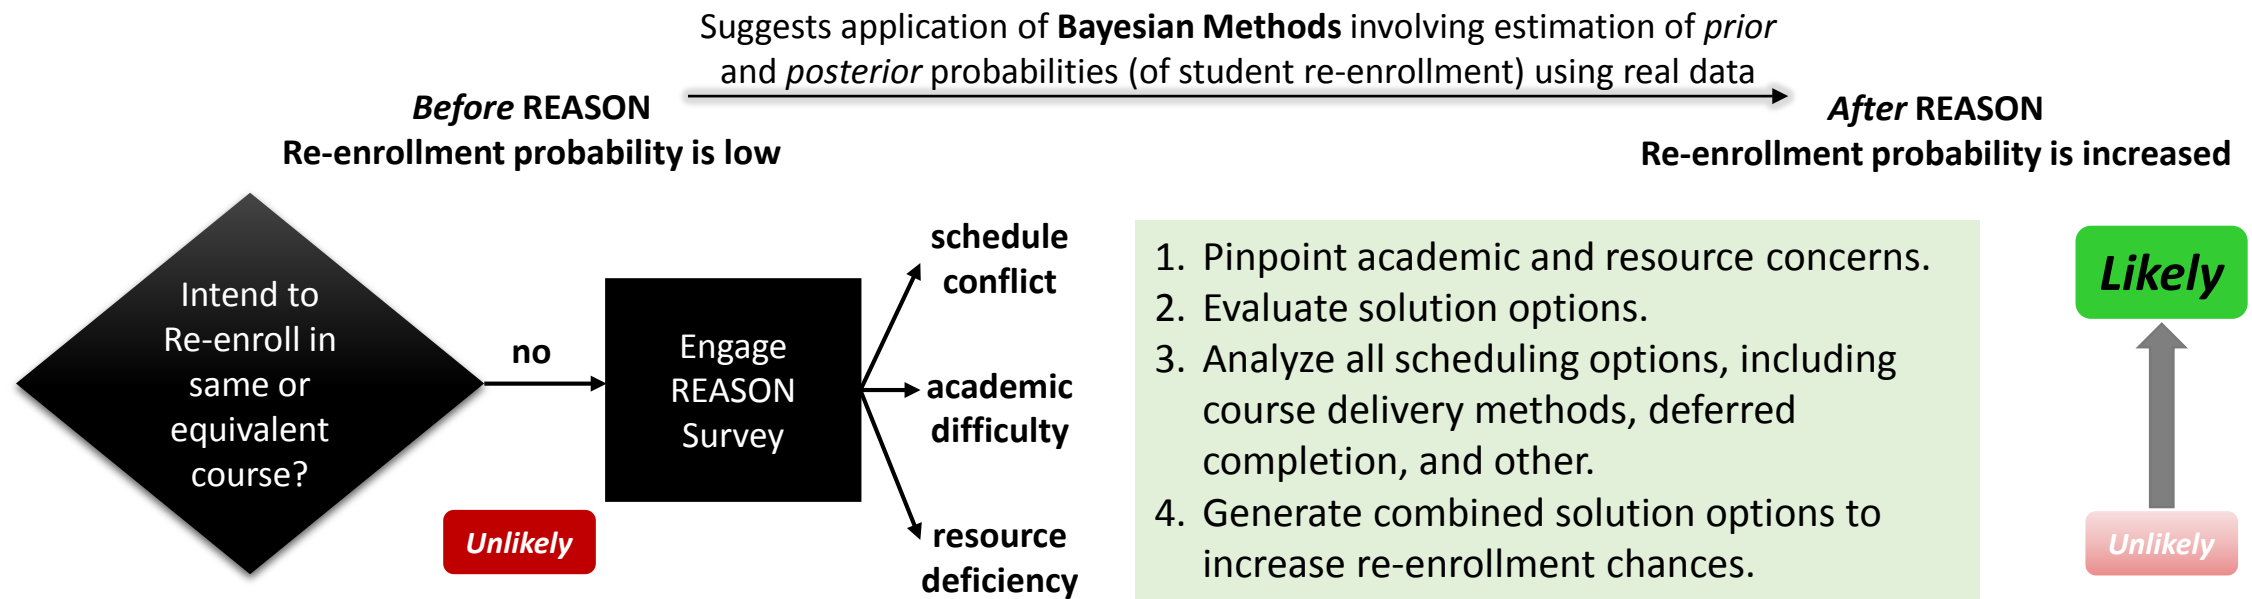 Suggests application of Bayesian Methods involving estimation of prior
and posterior probabilities (of student re-enrollment) using real data
Before REASON
Re-enrollment probability is low
After REASON
Re-enrollment probability is increased
Intend to
Re-enroll in
same or
equivalent
course?
no
Unlikely
Engage
REASON
Survey
schedule
conflict
academic
difficulty
resource
deficiency
1. Pinpoint academic and resource concerns.
2. Evaluate solution options.
3. Analyze all scheduling options, including
course delivery methods, deferred
completion, and other.
4. Generate combined solution options to
increase re-enrollment chances.
Likely
Unlikely